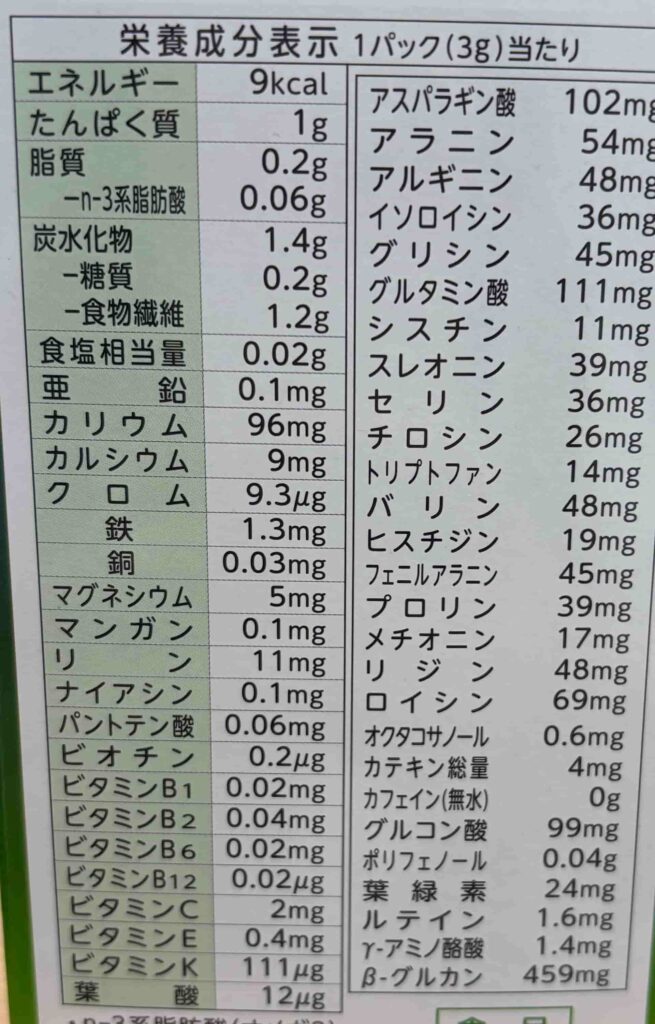 栄養成分表示 1パック(3g)当たり
エネルギー 9kcal
たんぱく質 1g
脂質 0.2g
－n-3系脂肪酸 0.06g
炭水化物 1.4g
－糖質 0.2g
－食物繊維 1.2g
食塩相当量 0.02g
亜鉛 0.1mg
カリウム 96mg
カルシウム 9mg
クロム 9.3μg
鉄 1.3mg
銅 0.03mg
マグネシウム 5mg
マンガン 0.1mg
リン 11mg
ナイアシン 0.1mg
パントテン酸 0.06mg
ビオチン 0.2μg
ビタミンB1 0.02mg
ビタミンB2 0.04mg
ビタミンB6 0.02mg
ビタミンB12 0.02μg
ビタミンC 2mg
ビタミンE 0.4mg
ビタミンK 111μg
葉酸 12μg
アスパラギン酸 102mg
アラニン 54mg
アルギニン 48mg
イソロイシン 36mg
グリシン 45mg
グルタミン酸 111mg
シスチン 11mg
スレオニン 39mg
セリン 36mg
チロシン 26mg
トリプトファン 14mg
バリン 48mg
ヒスチジン 19mg
フェニルアラニン 45mg
プロリン 39mg
メチオニン 17mg
リジン 48mg
ロイシン 69mg
オクタコサノール 0.6mg
カテキン総量 4mg
カフェイン(無水) 0g
グルコン酸 99mg
ポリフェノール 0.04g
葉緑素 24mg
ルテイン 1.6mg
γ-アミノ酪酸 1.4mg
β-グルカン 459mg